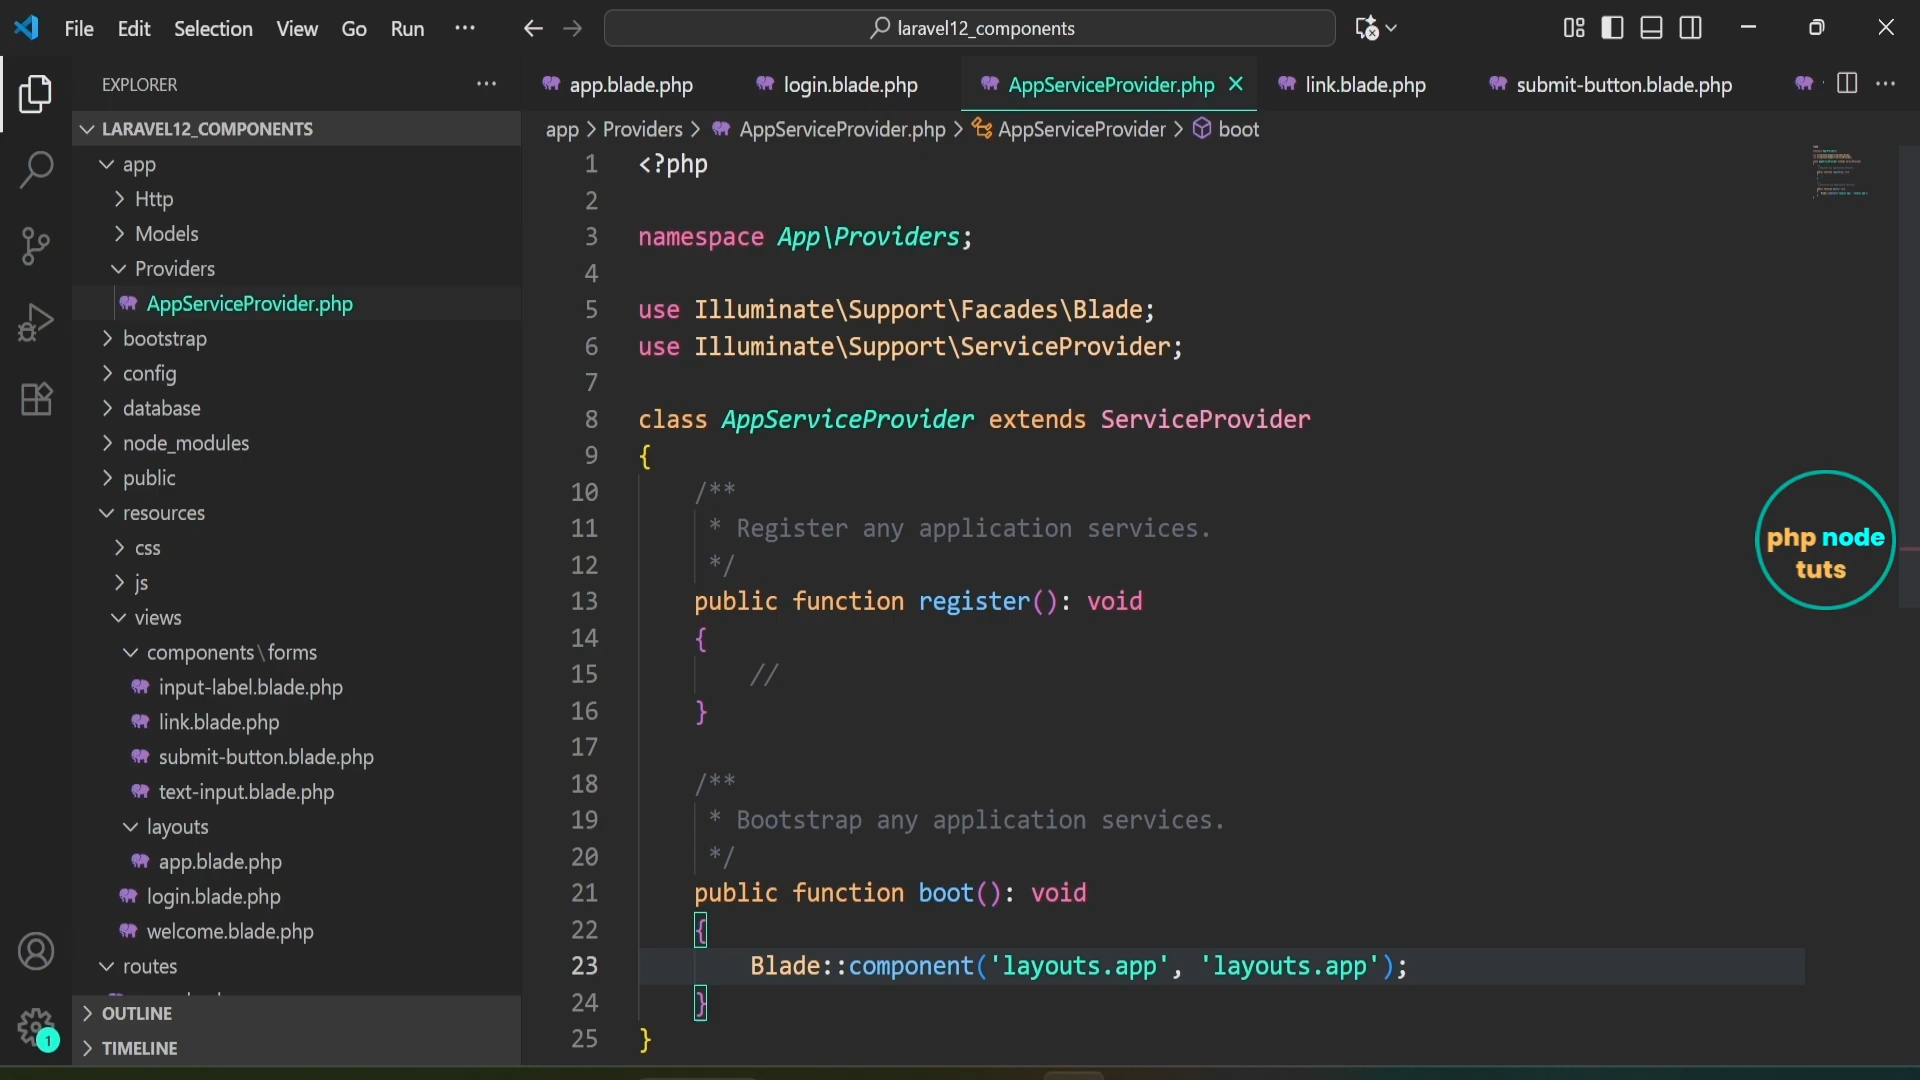 File Edit Selection View Go Run ··· laravel12_components
EXPLORER ···
LARAVEL12_COMPONENTS
app
Http
Models
Providers
AppServiceProvider.php
bootstrap
config
database
node_modules
public
resources
css
js
views
components\forms
input-label.blade.php
link.blade.php
submit-button.blade.php
text-input.blade.php
layouts
app.blade.php
login.blade.php
welcome.blade.php
routes
OUTLINE
TIMELINE
1
app.blade.php login.blade.php AppServiceProvider.php link.blade.php submit-button.blade.php
app > Providers > AppServiceProvider.php > AppServiceProvider > boot
1 <?php
2
3 namespace App\Providers;
4
5 use Illuminate\Support\Facades\Blade;
6 use Illuminate\Support\ServiceProvider;
7
8 class AppServiceProvider extends ServiceProvider
9 {
10 /**
11 * Register any application services.
12 */
13 public function register(): void
14 {
15 //
16 }
17
18 /**
19 * Bootstrap any application services.
20 */
21 public function boot(): void
22 {
23 Blade::component('layouts.app', 'layouts.app');
24 }
25 }
php node
tuts